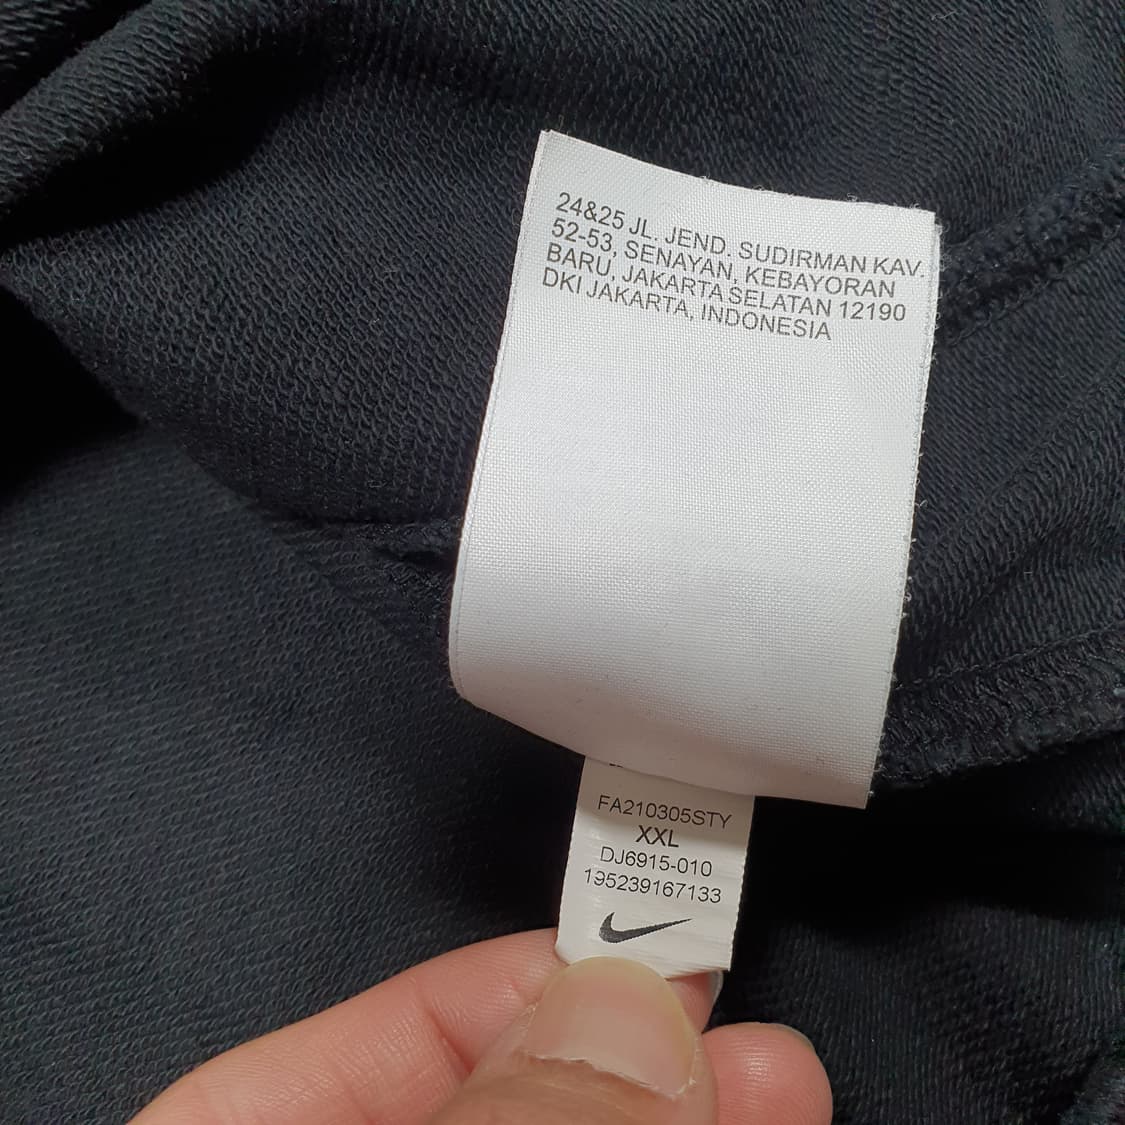 24&25 JL. JEND. SUDIRMAN KAV.
52-53, SENAYAN, KEBAYORAN
BARU, JAKARTA SELATAN 12190
DKI JAKARTA, INDONESIA
FA210305STY
XXL
DJ6915-010
195239167133